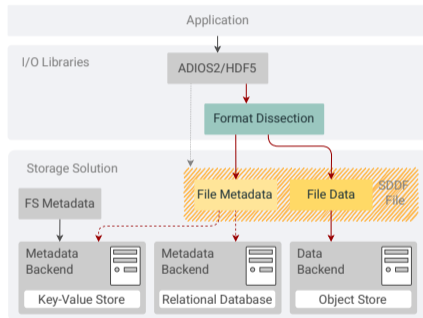 Application
I/O Libraries
ADIOS2/HDF5
Format Dissection
Storage Solution
File Metadata
File Data
SDDF
File
FS Metadata
Metadata
Backend
Key-Value Store
Metadata
Backend
Relational Database
Data
Backend
Object Store